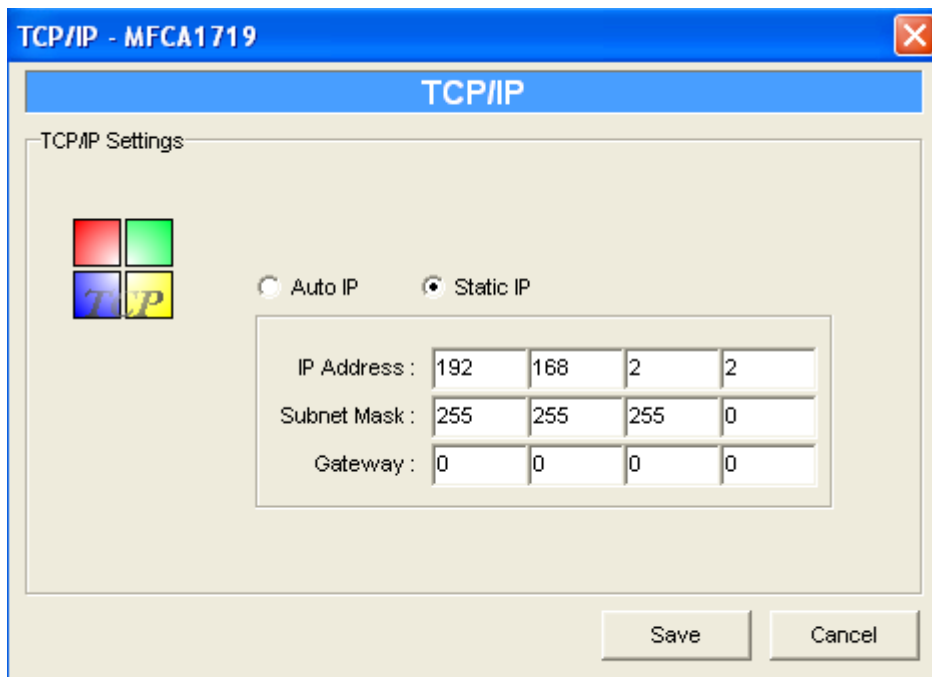 TCP/IP - MFCA1719
TCP/IP
TCP/IP Settings
TCP
Auto IP Static IP
IP Address : 192 168 2 2
Subnet Mask : 255 255 255 0
Gateway : 0 0 0 0
Save Cancel